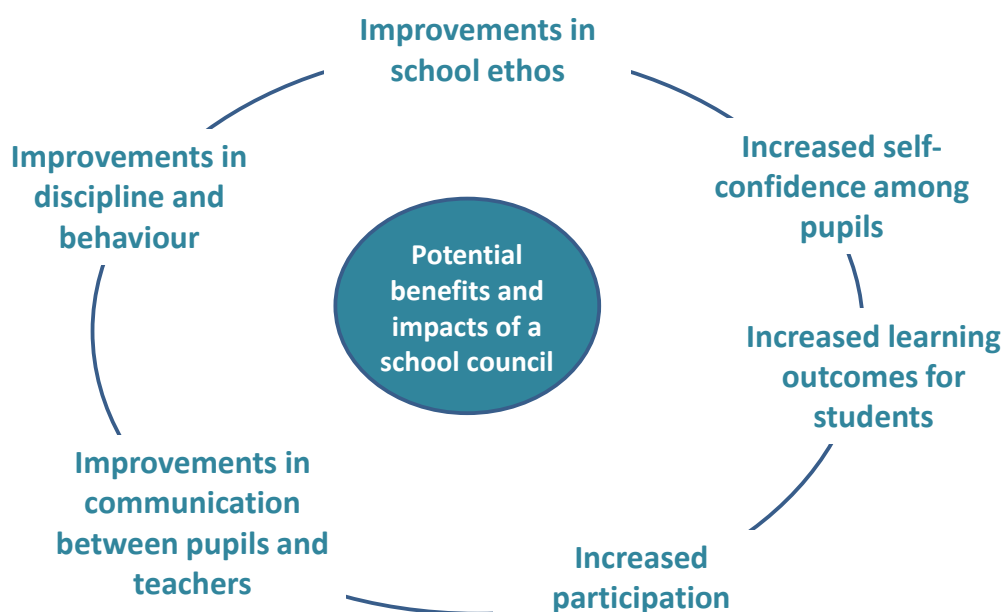 Improvements in
school ethos
Increased self-
confidence among
pupils
Increased learning
outcomes for
students
Increased
participation
Improvements in
communication
between pupils and
teachers
Improvements in
discipline and
behaviour
Potential
benefits and
impacts of a
school council